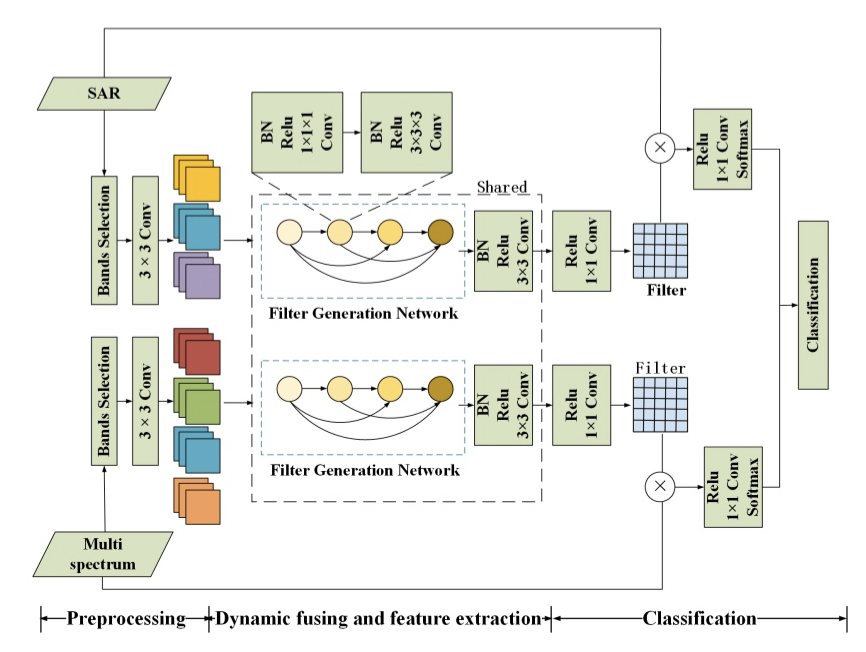 SAR
BN
Relu
1×1×1
Conv
BN
Relu
3×3×3
Conv
Relu
1×1 Conv
Softmax
Shared
Bands Selection
3 × 3 Conv
BN
Relu
3×3 Conv
Relu
1×1 Conv
Filter
Filter Generation Network
Classification
Bands Selection
3 × 3 Conv
BN
Relu
3×3 Conv
Relu
1×1 Conv
Filter
Filter Generation Network
Relu
1×1 Conv
Softmax
Multi
spectrum
Preprocessing
Dynamic fusing and feature extraction
Classification